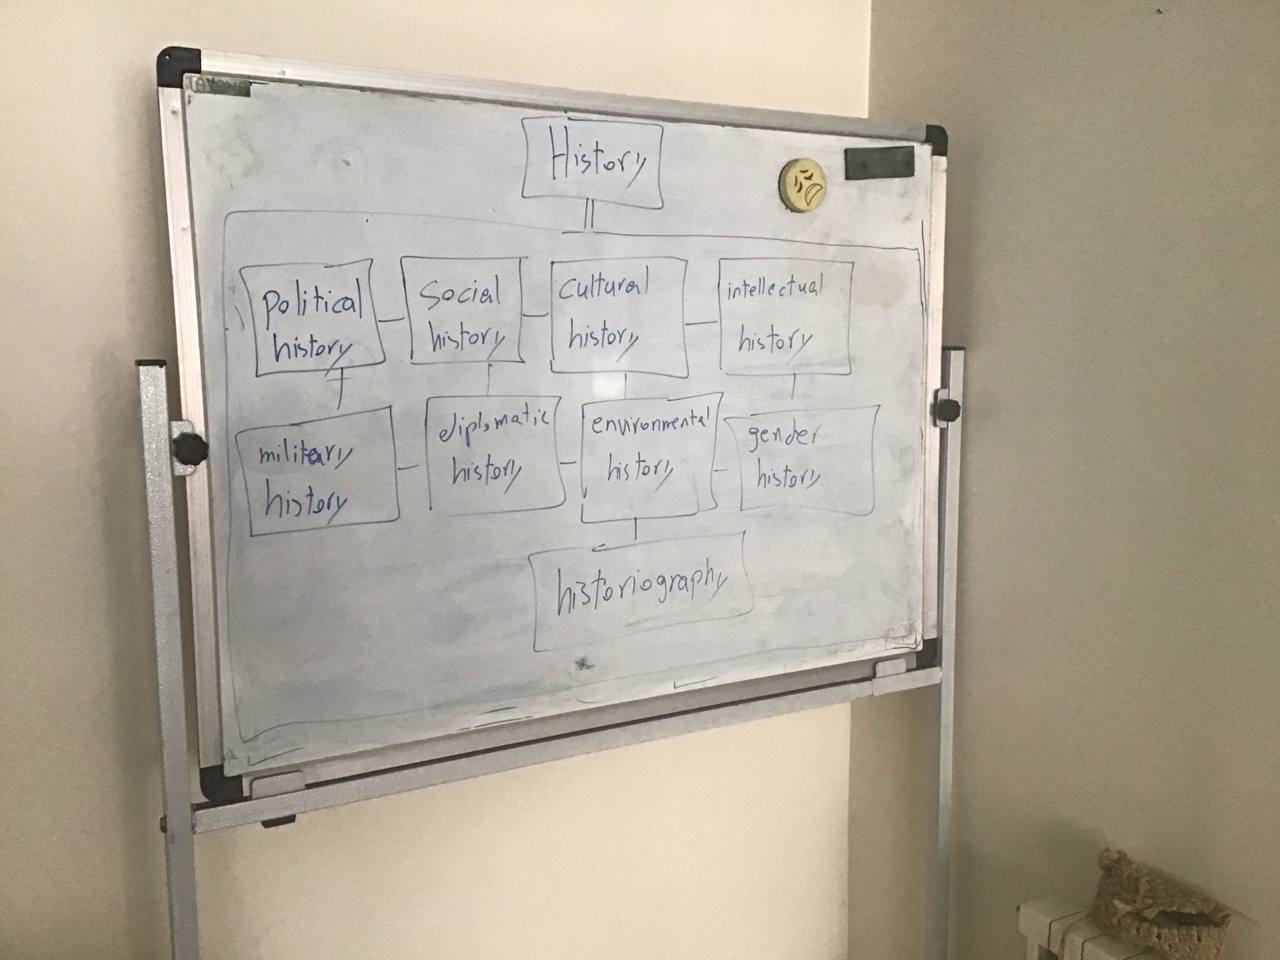 History
political
history
social
history
cultural
history
intellectual
history
military
history
diplomatic
history
environmental
history
gender
history
historiography